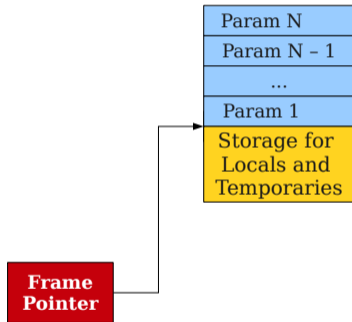 Param N
Param N – 1
...
Param 1
Storage for
Locals and
Temporaries
Frame
Pointer